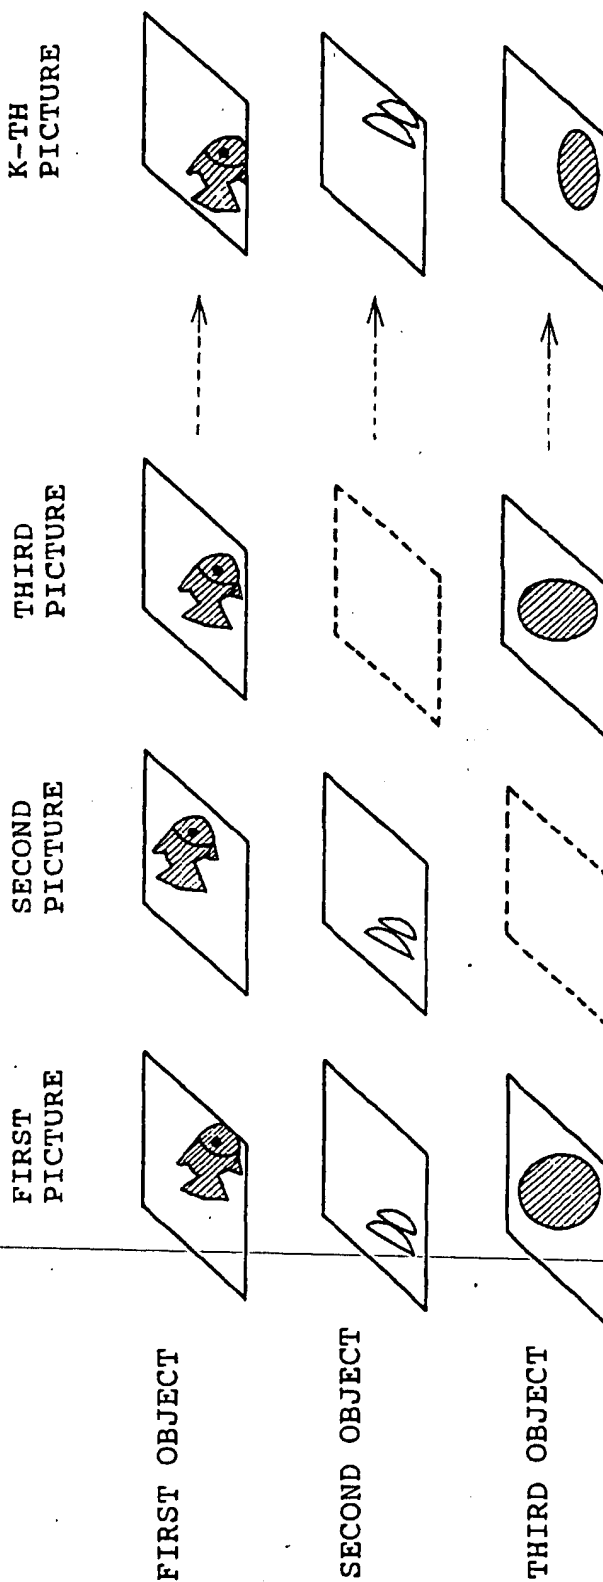 FIRST
PICTURE
SECOND
PICTURE
THIRD
PICTURE
K-TH
PICTURE
FIRST OBJECT
SECOND OBJECT
THIRD OBJECT